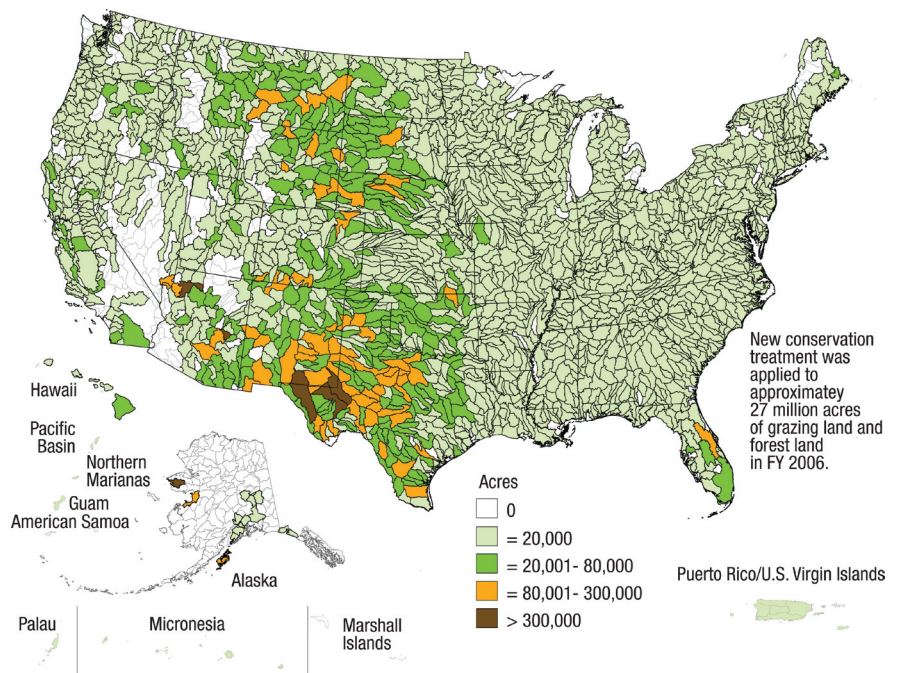 New conservation
treatment was
applied to
approximatey
27 million acres
of grazing land and
forest land
in FY 2006.
Hawaii
Pacific
Basin
Northern
Marianas
Guam
American Samoa
Alaska
Acres
0
= 20,000
= 20,001- 80,000
= 80,001- 300,000
> 300,000
Puerto Rico/U.S. Virgin Islands
Palau
Micronesia
Marshall
Islands